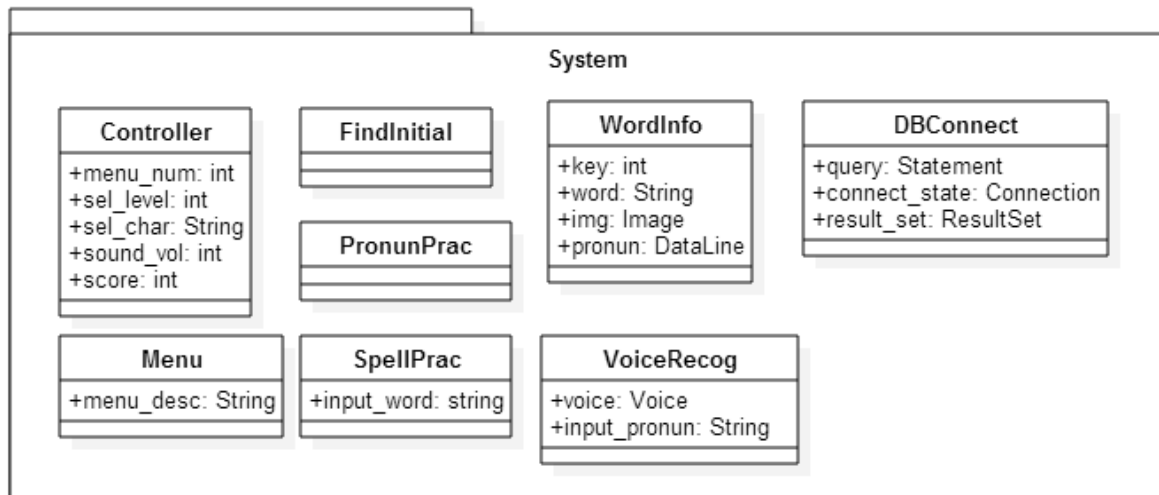 System
Controller
+menu_num: int
+sel_level: int
+sel_char: String
+sound_vol: int
+score: int
FindInitial
WordInfo
+key: int
+word: String
+img: Image
+pronun: DataLine
DBConnect
+query: Statement
+connect_state: Connection
+result_set: ResultSet
PronunPrac
Menu
+menu_desc: String
SpellPrac
+input_word: string
VoiceRecog
+voice: Voice
+input_pronun: String